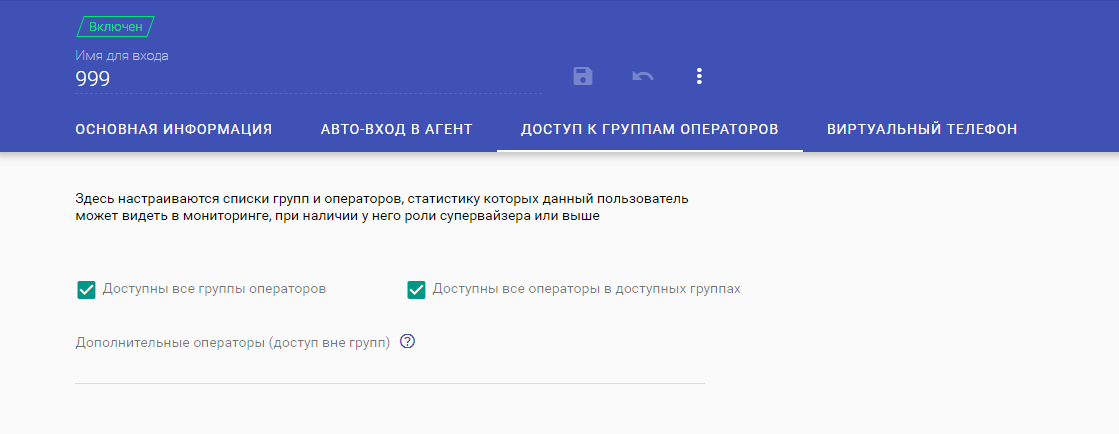 Включен
Имя для входа
999
ОСНОВНАЯ ИНФОРМАЦИЯ АВТО-ВХОД В АГЕНТ ДОСТУП К ГРУППАМ ОПЕРАТОРОВ ВИРТУАЛЬНЫЙ ТЕЛЕФОН
Здесь настраиваются списки групп и операторов, статистику которых данный пользователь
может видеть в мониторинге, при наличии у него роли супервайзера или выше
Доступны все группы операторов Доступны все операторы в доступных группах
Дополнительные операторы (доступ вне групп) ?